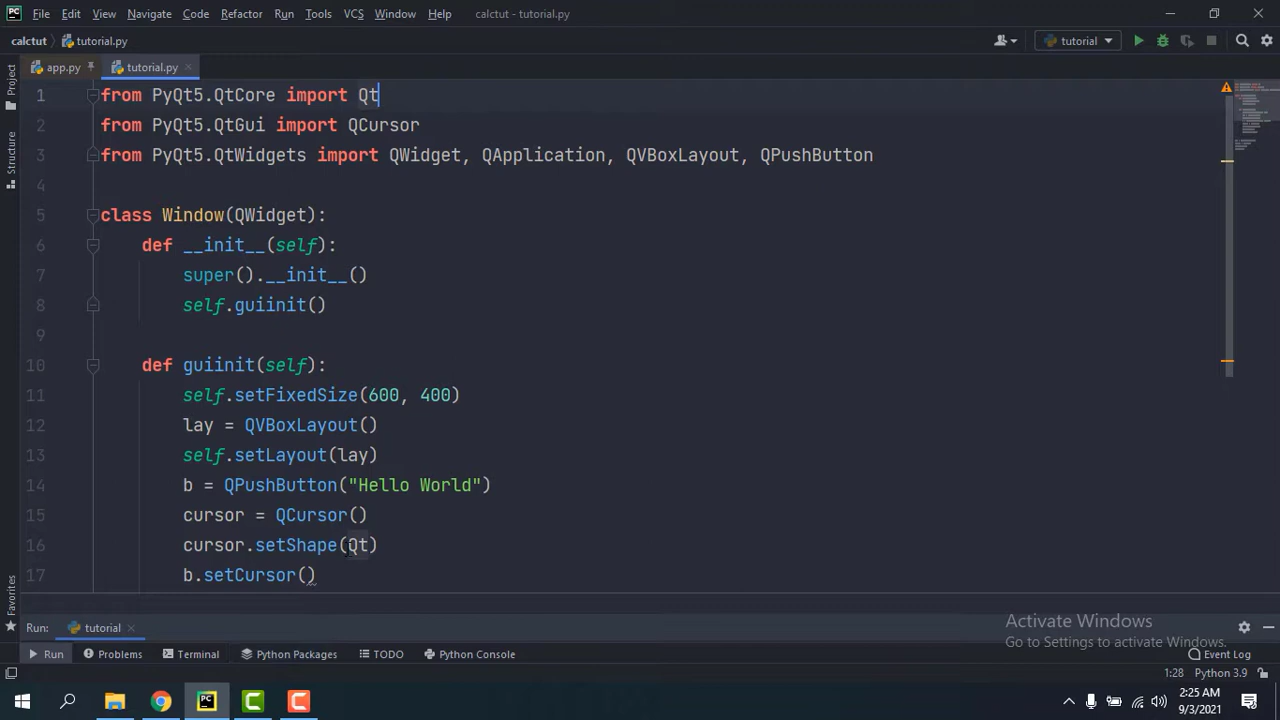 File Edit View Navigate Code Refactor Run Tools VCS Window Help calctut - tutorial.py
calctut tutorial.py tutorial
app.py tutorial.py
Project
Structure
Favorites
1 from PyQt5.QtCore import Qt
2 from PyQt5.QtGui import QCursor
3 from PyQt5.QtWidgets import QWidget, QApplication, QVBoxLayout, QPushButton
4
5 class Window(QWidget):
6 def __init__(self):
7 super().__init__()
8 self.guiinit()
9
10 def guiinit(self):
11 self.setFixedSize(600, 400)
12 lay = QVBoxLayout()
13 self.setLayout(lay)
14 b = QPushButton("Hello World")
15 cursor = QCursor()
16 cursor.setShape(Qt)
17 b.setCursor()
Run: tutorial
Activate Windows
Go to Settings to activate Windows.
Run Problems Terminal Python Packages TODO Python Console Event Log
1:28 Python 3.9
2:25 AM
9/3/2021